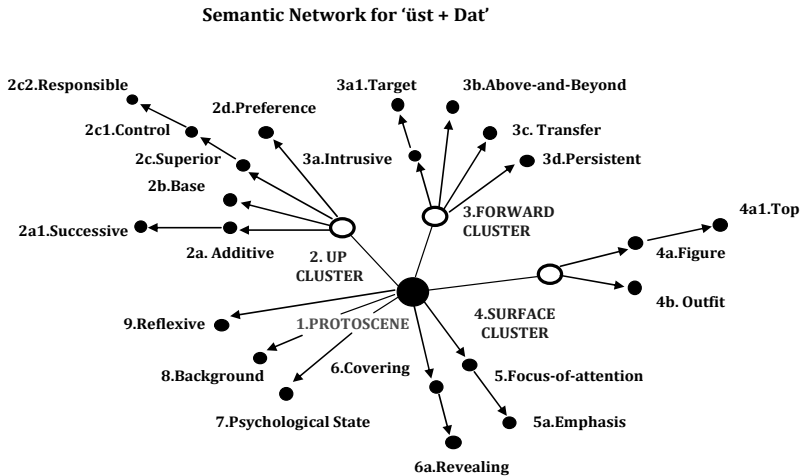 Semantic Network for ‘üst + Dat’
2c2.Responsible
3a1.Target
3b.Above-and-Beyond
2d.Preference
2c1.Control
3c. Transfer
2c.Superior
3a.Intrusive
3d.Persistent
2b.Base
4a1.Top
3.FORWARD
CLUSTER
2a1.Successive
2a. Additive
2. UP
CLUSTER
4a.Figure
4b. Outfit
9.Reflexive
1.PROTOSCENE
4.SURFACE
CLUSTER
8.Background
6.Covering
5.Focus-of-attention
7.Psychological State
5a.Emphasis
6a.Revealing